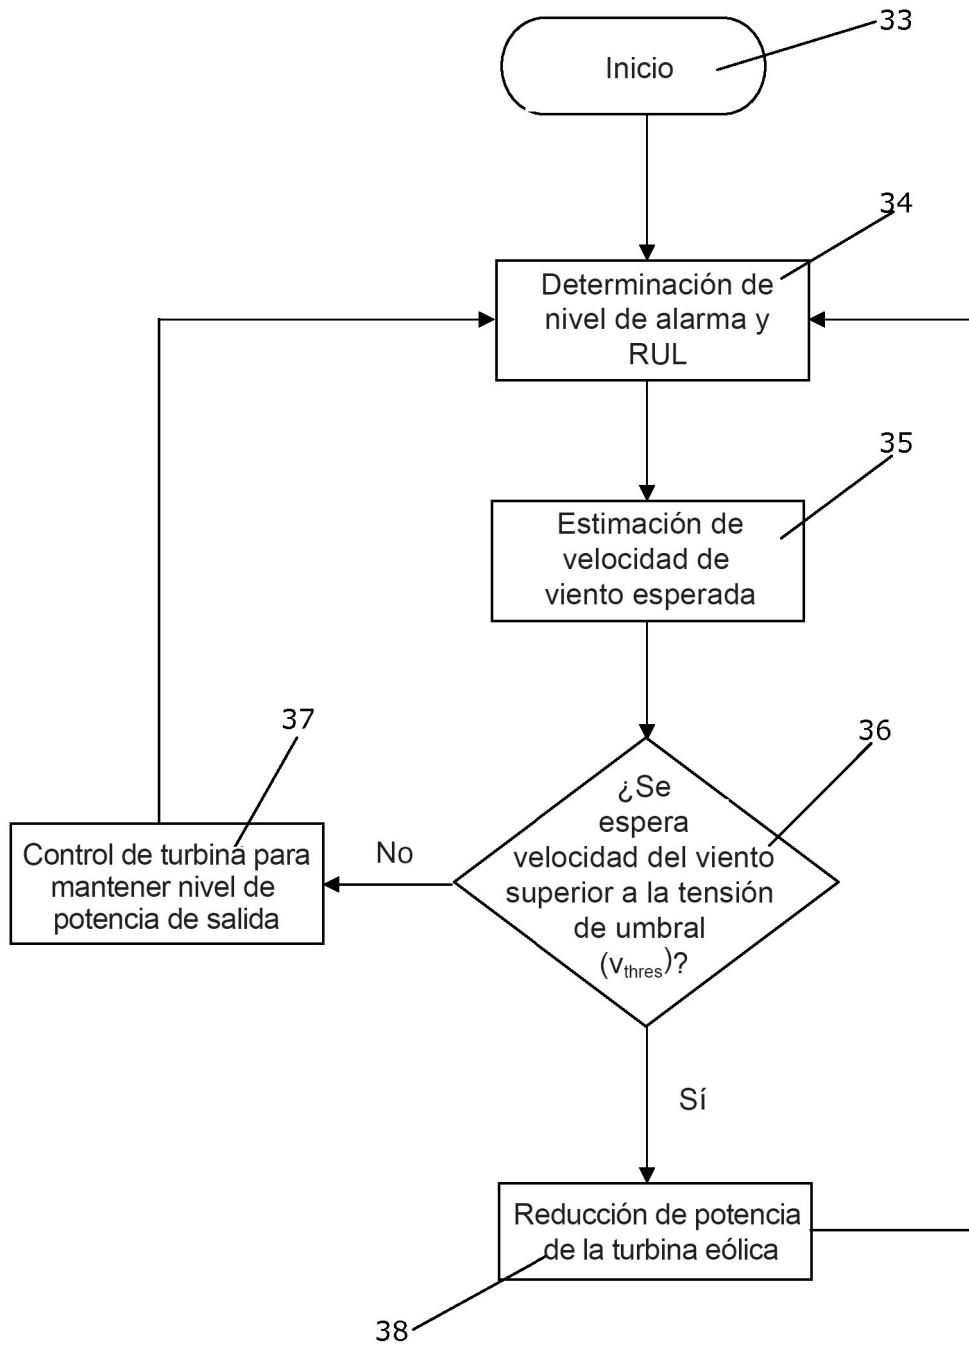 33
Inicio
34
Determinación de
nivel de alarma y
RUL
35
Estimación de
velocidad de
viento esperada
36
¿Se
espera
velocidad del viento
superior a la tensión
de umbral
(vthres)?
37
Control de turbina para
mantener nivel de
potencia de salida
No
Sí
Reducción de potencia
de la turbina eólica
38